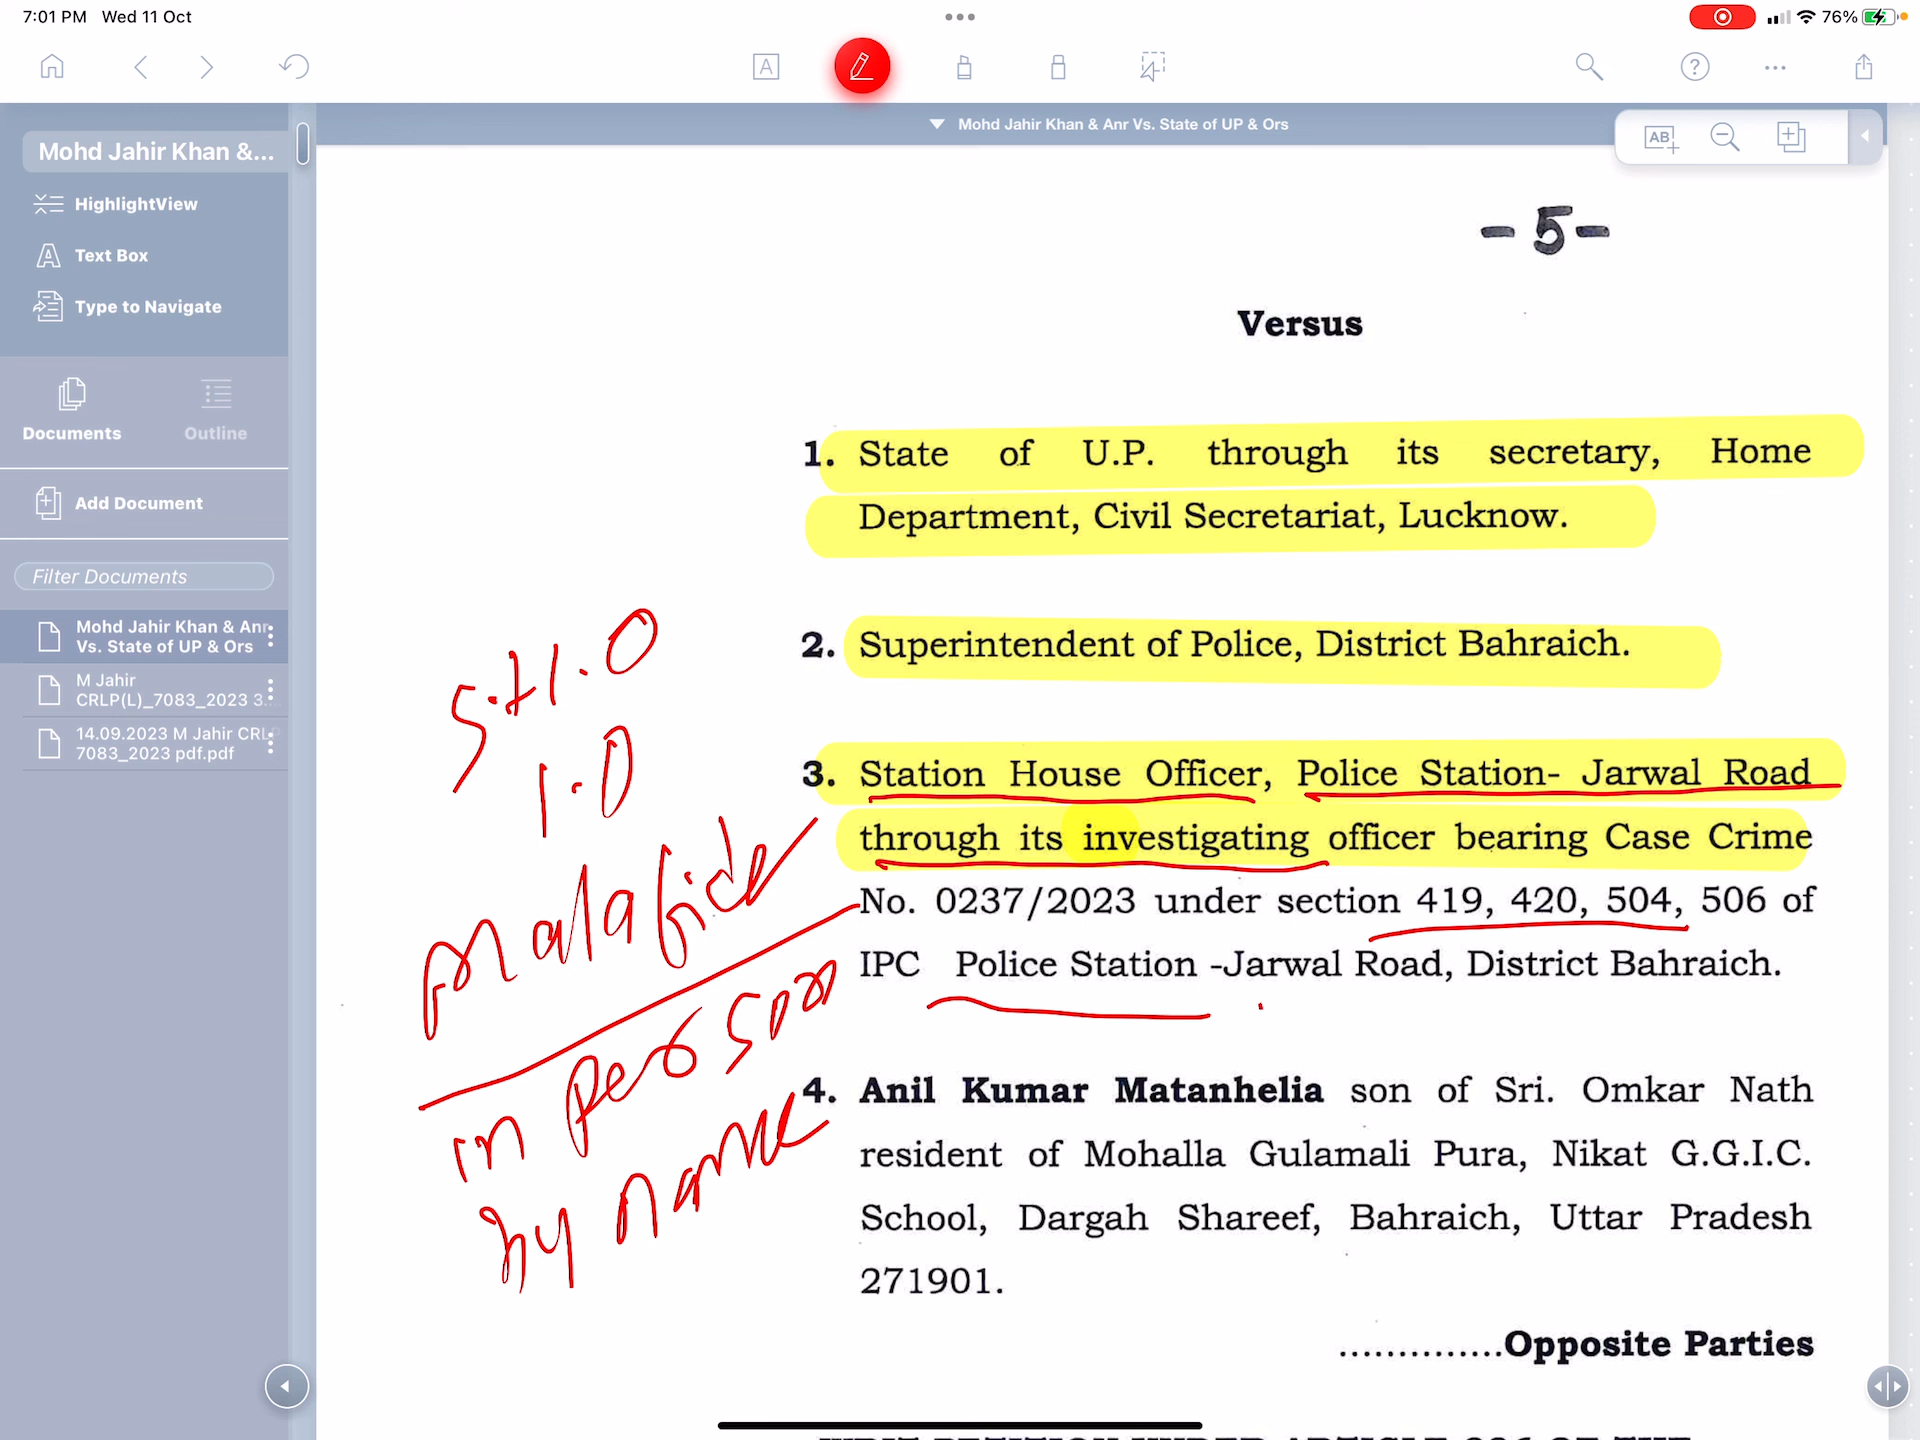 7:01 PM Wed 11 Oct
76%
Mohd Jahir Khan &...
HighlightView
Text Box
Type to Navigate
Documents
Outline
Add Document
Filter Documents
Mohd Jahir Khan & Anr
Vs. State of UP & Ors
M Jahir
CRLP(L)_7083_2023 3...
14.09.2023 M Jahir CRL
7083_2023 pdf.pdf
Mohd Jahir Khan & Anr Vs. State of UP & Ors
-5-
Versus
1. State of U.P. through its secretary, Home
Department, Civil Secretariat, Lucknow.
2. Superintendent of Police, District Bahraich.
3. Station House Officer, Police Station- Jarwal Road
through its investigating officer bearing Case Crime
No. 0237/2023 under section 419, 420, 504, 506 of
IPC Police Station -Jarwal Road, District Bahraich.
4. Anil Kumar Matanhelia son of Sri. Omkar Nath
resident of Mohalla Gulamali Pura, Nikat G.G.I.C.
School, Dargah Shareef, Bahraich, Uttar Pradesh
271901.
..............Opposite Parties
S.H.O
I.O
malafide
in person
by name